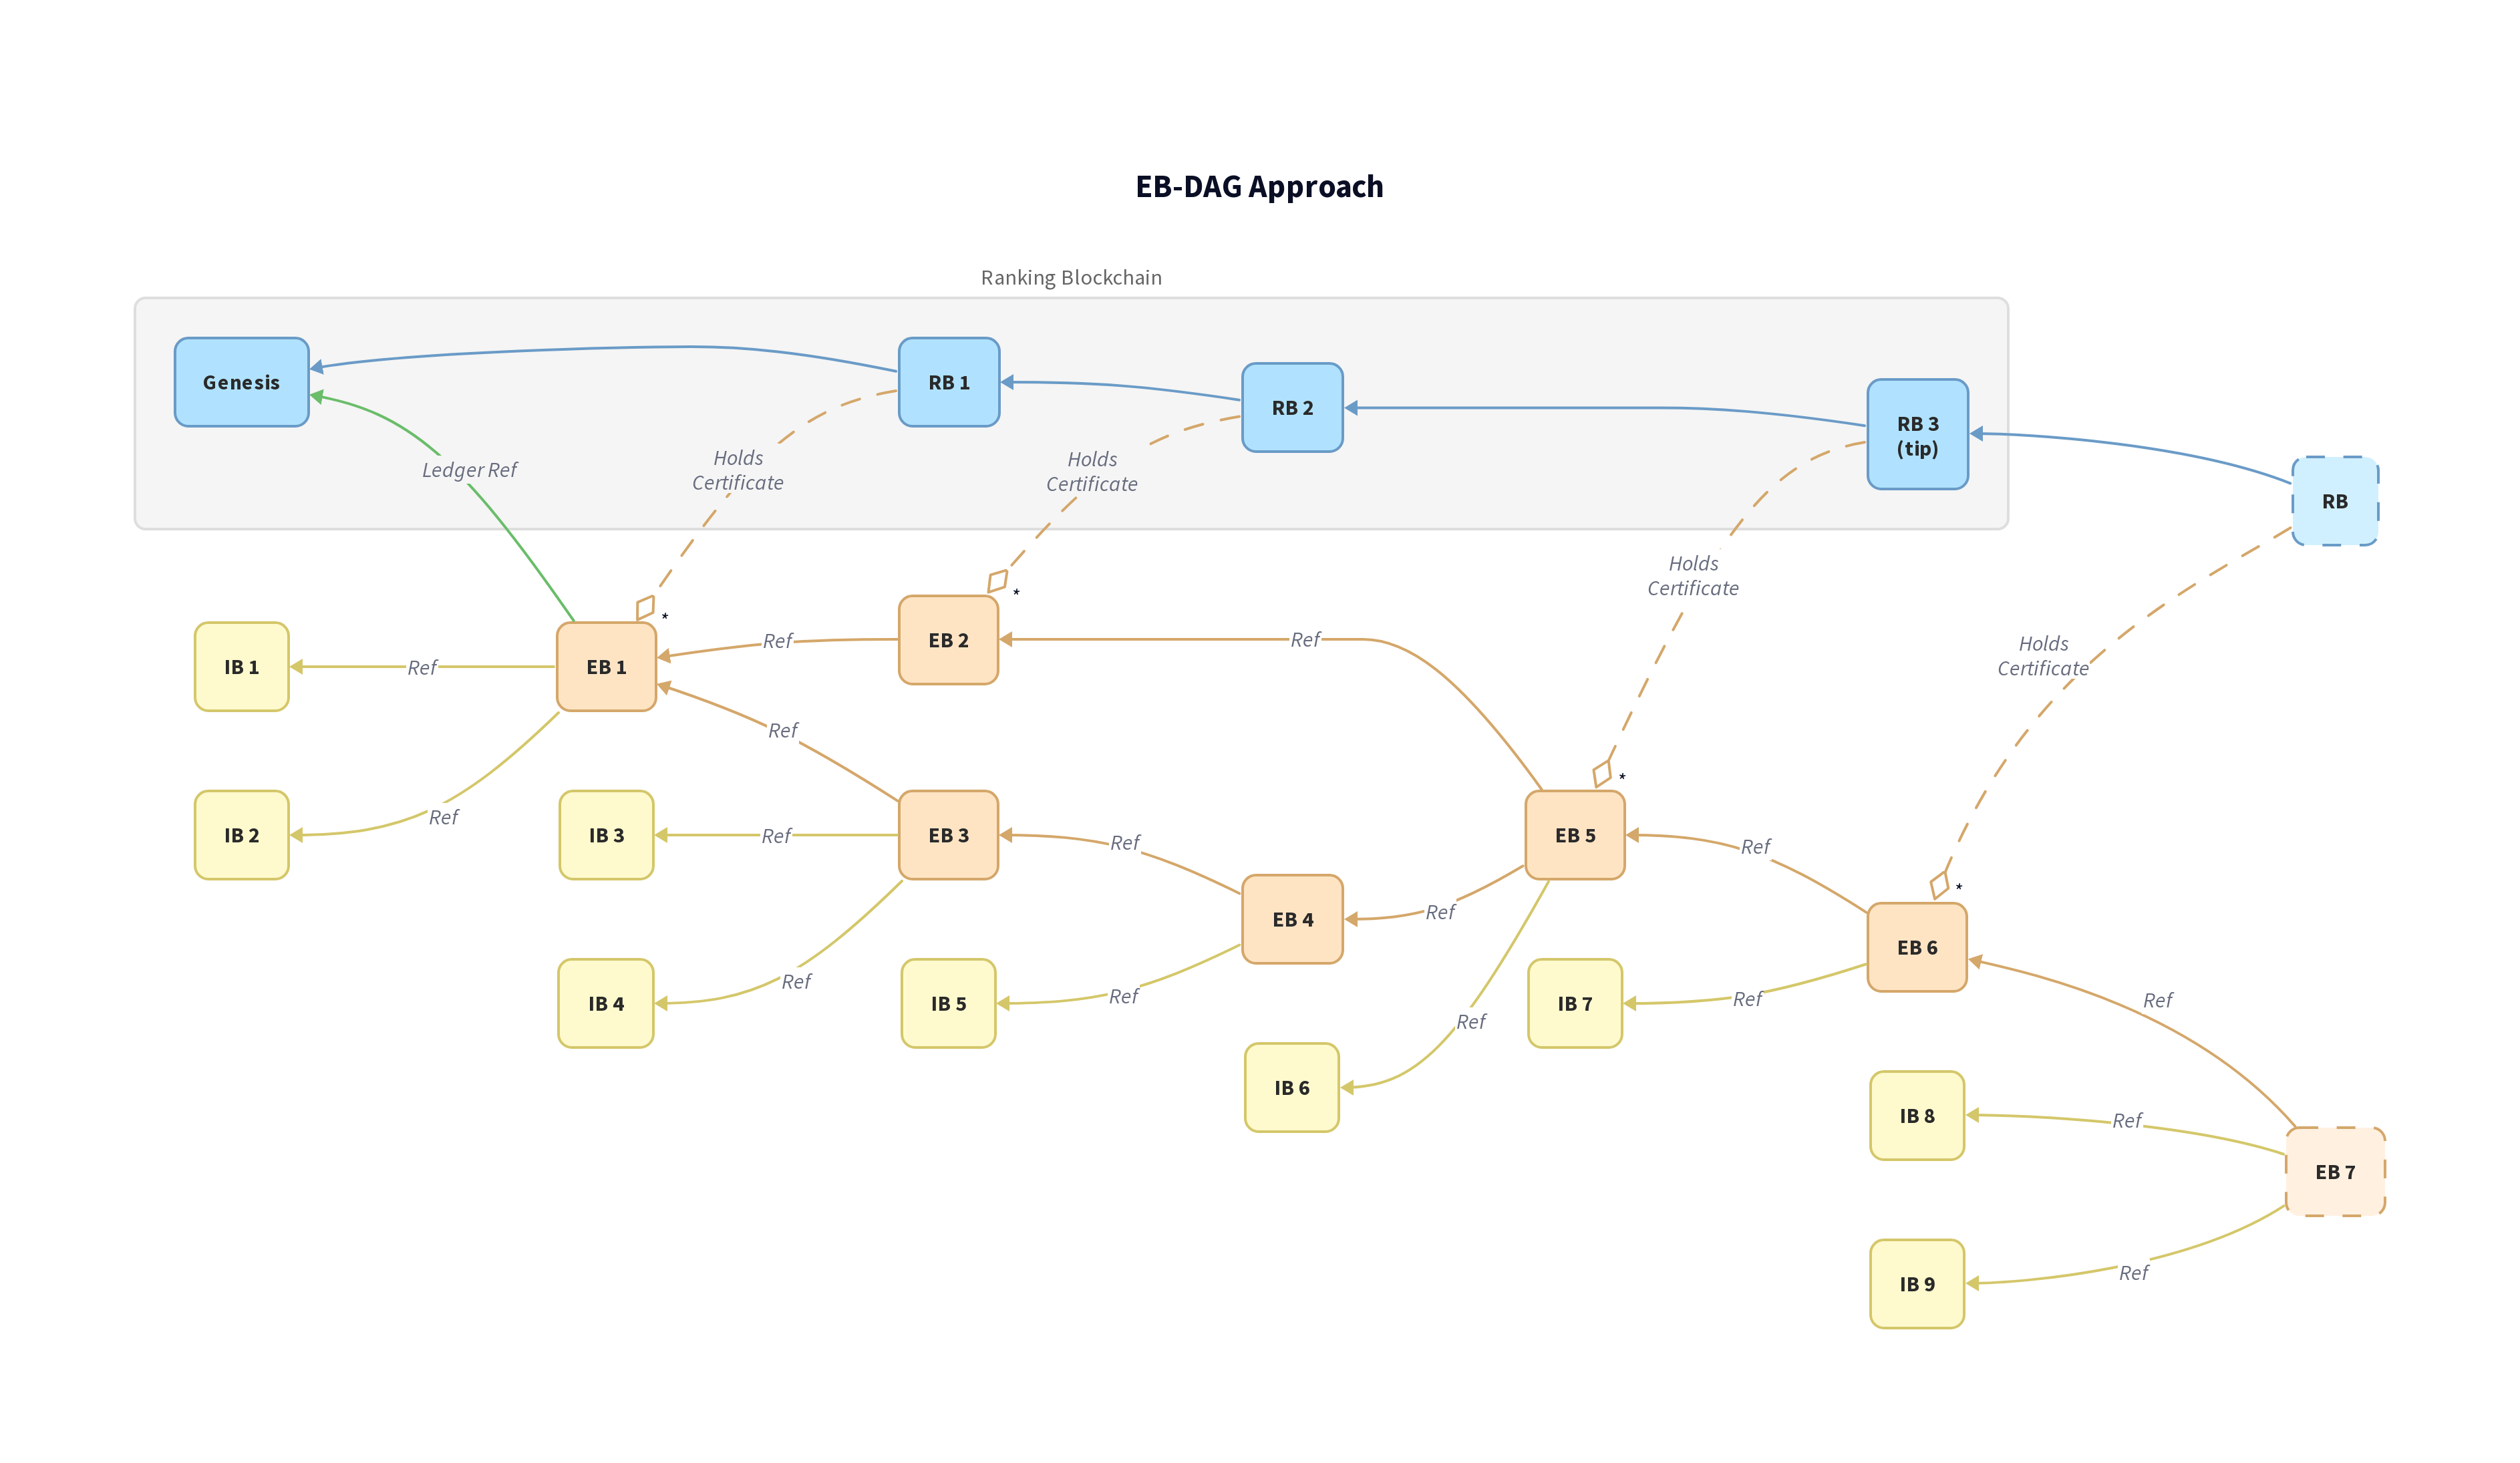 EB-DAG Approach
Ranking Blockchain
Genesis
RB 1
RB 2
RB 3
(tip)
RB
Ledger Ref
Holds
Certificate
Holds
Certificate
Holds
Certificate
Holds
Certificate
*
*
*
*
IB 1
Ref
EB 1
Ref
EB 2
Ref
Ref
IB 2
Ref
IB 3
Ref
EB 3
Ref
EB 5
Ref
EB 4
Ref
EB 6
IB 4
Ref
IB 5
Ref
Ref
IB 7
Ref
Ref
IB 6
IB 8
Ref
EB 7
IB 9
Ref